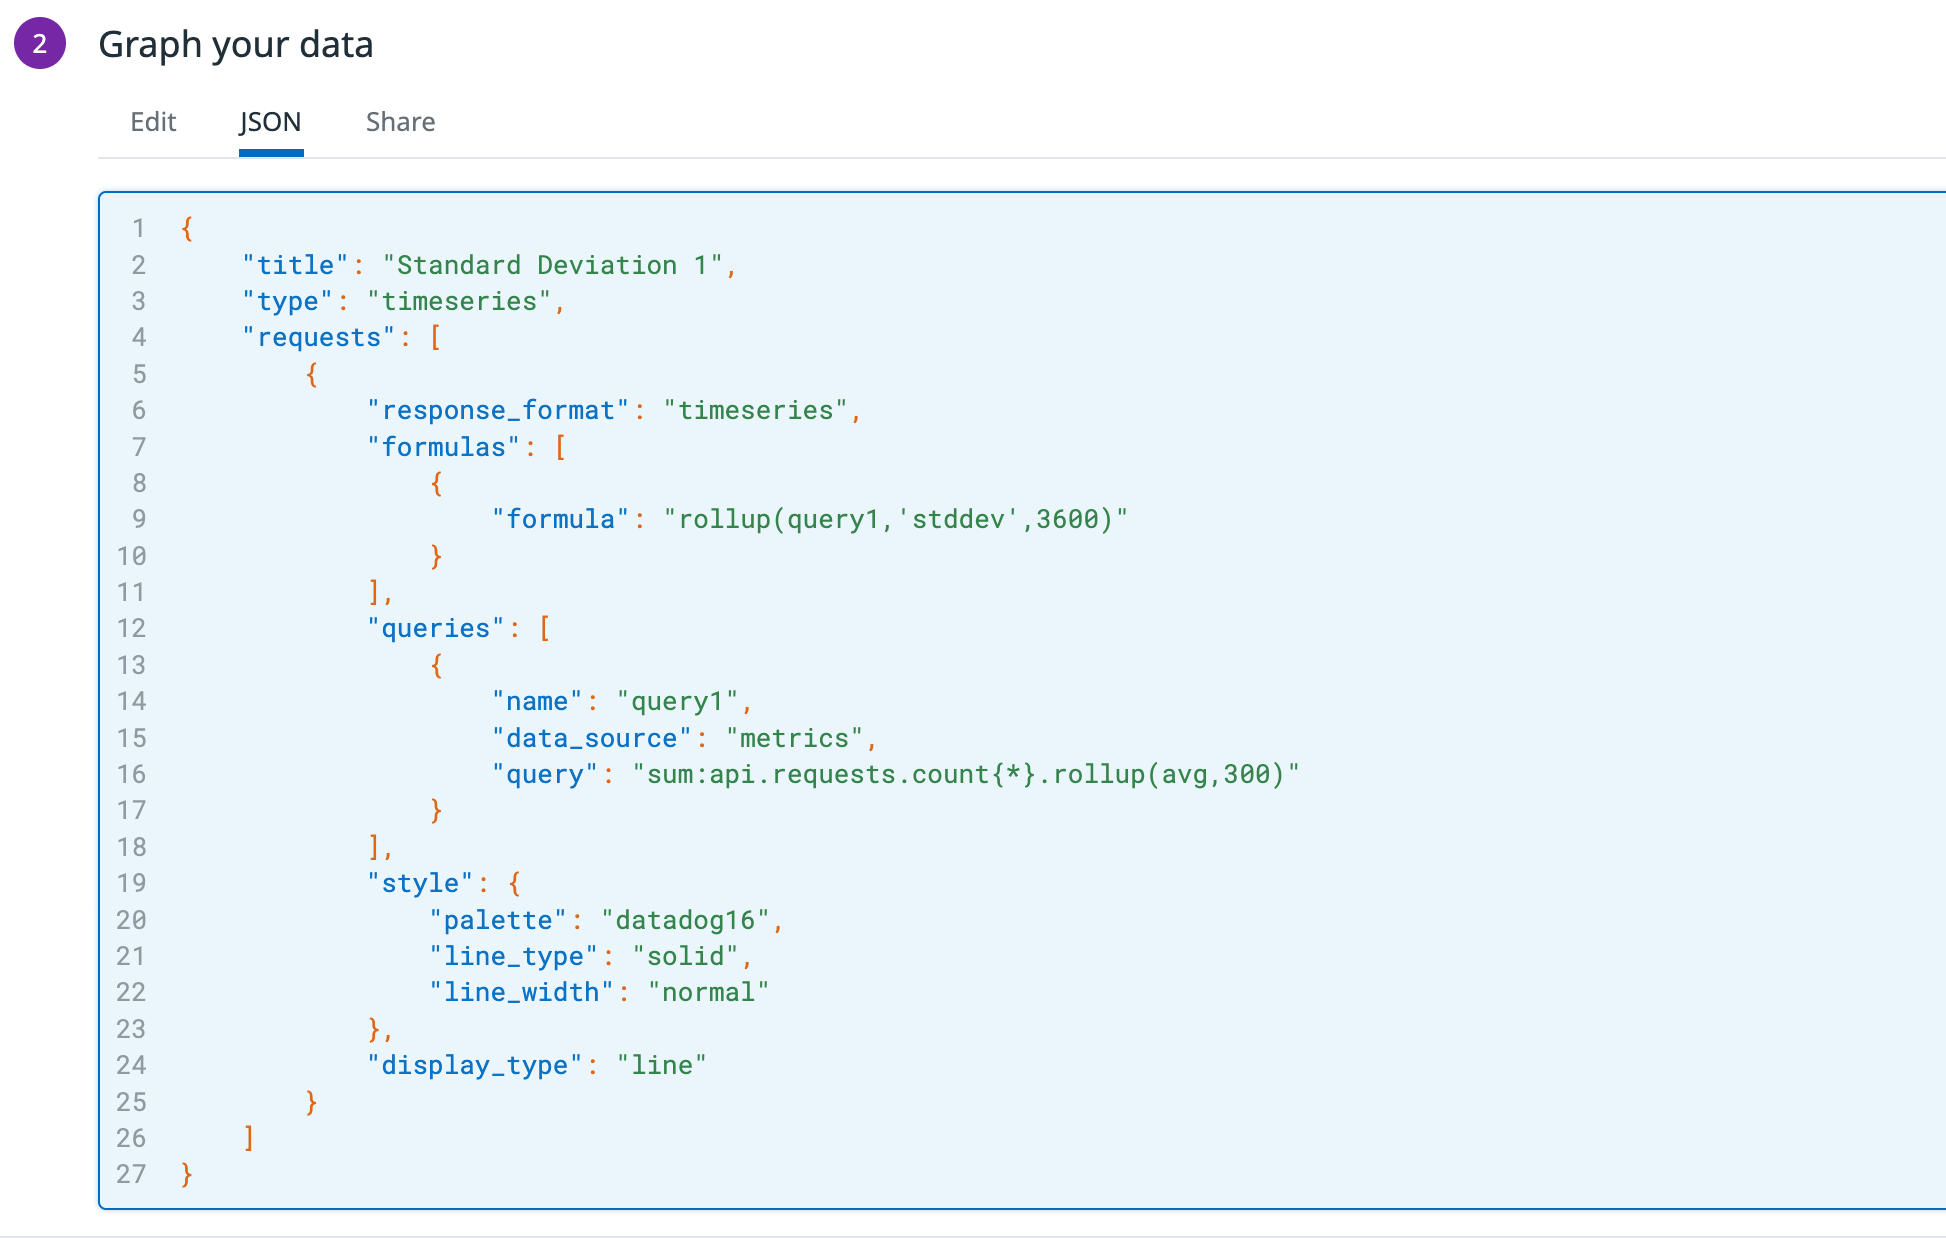 2 Graph your data
Edit JSON Share
1 {
2     "title": "Standard Deviation 1",
3     "type": "timeseries",
4     "requests": [
5         {
6             "response_format": "timeseries",
7             "formulas": [
8                 {
9                     "formula": "rollup(query1,'stddev',3600)"
10                 }
11             ],
12             "queries": [
13                 {
14                     "name": "query1",
15                     "data_source": "metrics",
16                     "query": "sum:api.requests.count{*}.rollup(avg,300)"
17                 }
18             ],
19             "style": {
20                 "palette": "datadog16",
21                 "line_type": "solid",
22                 "line_width": "normal"
23             },
24             "display_type": "line"
25         }
26     ]
27 }